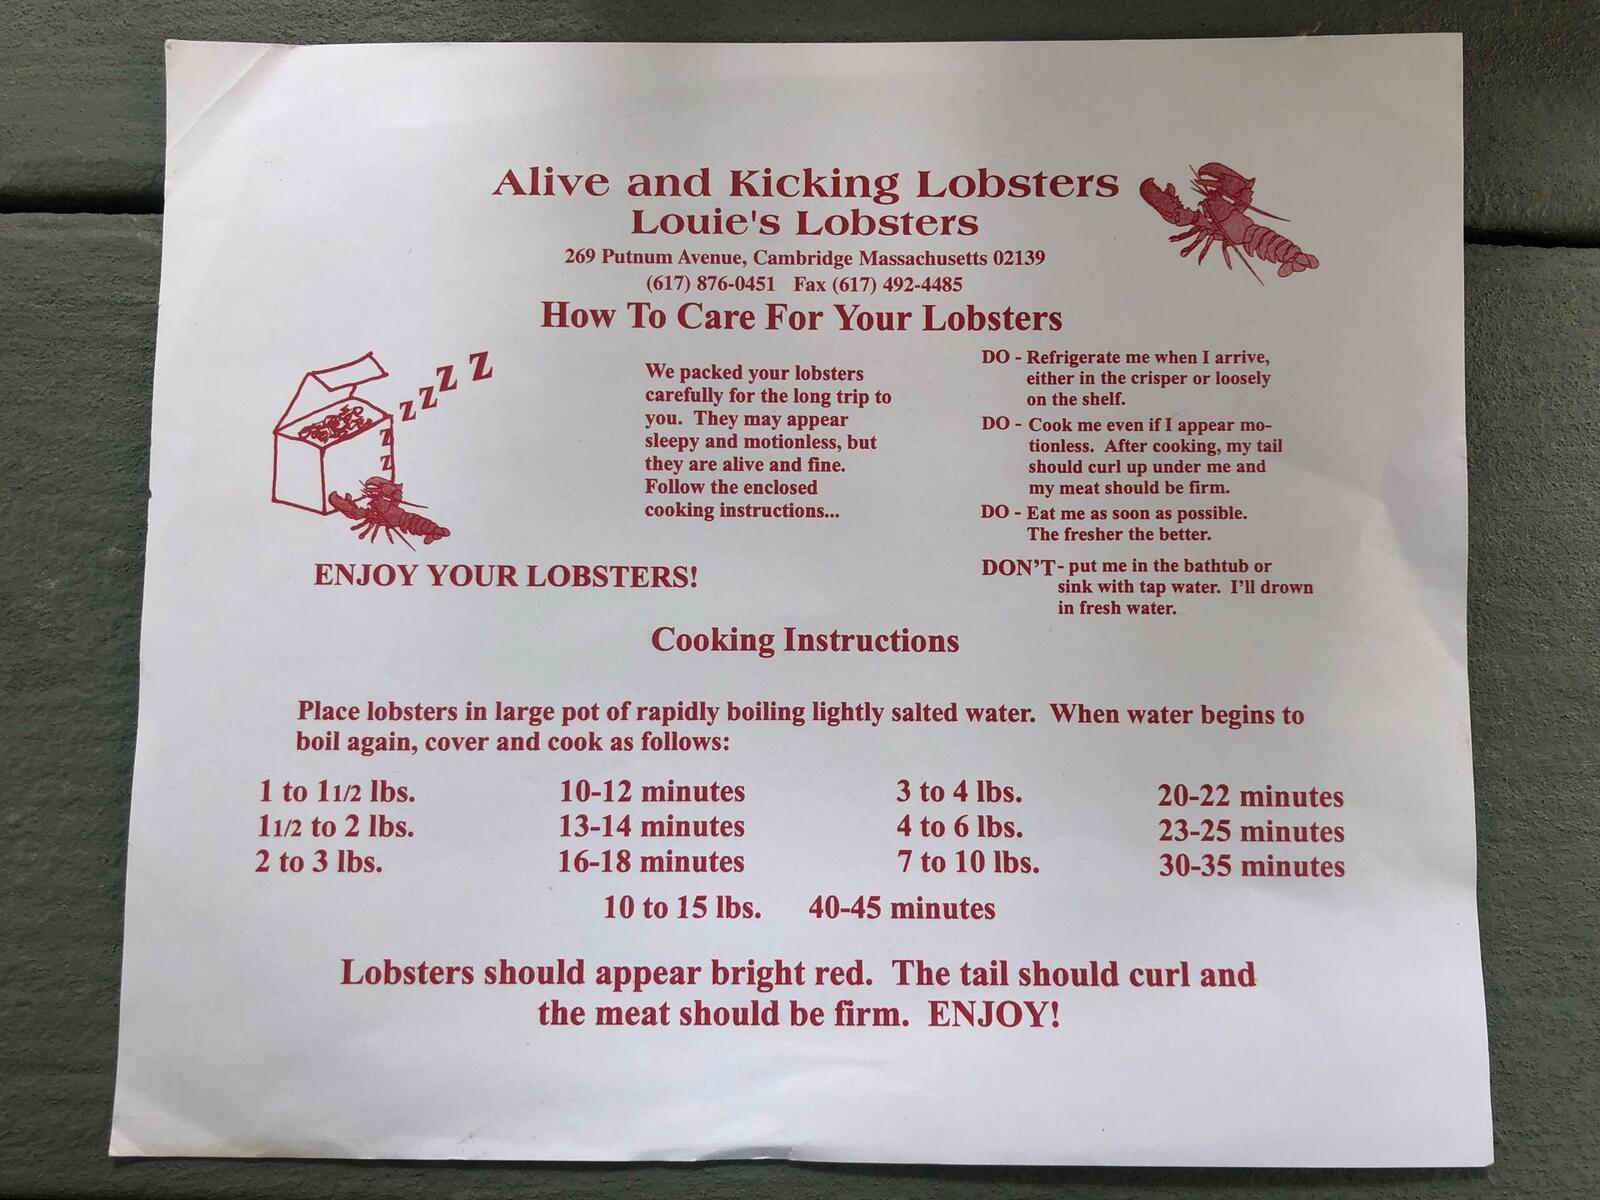 Alive and Kicking Lobsters
Louie's Lobsters
269 Putnum Avenue, Cambridge Massachusetts 02139
(617) 876-0451 Fax (617) 492-4485
How To Care For Your Lobsters
z z z z z z
We packed your lobsters
carefully for the long trip to
you. They may appear
sleepy and motionless, but
they are alive and fine.
Follow the enclosed
cooking instructions...
ENJOY YOUR LOBSTERS!
DO - Refrigerate me when I arrive,
either in the crisper or loosely
on the shelf.
DO - Cook me even if I appear mo-
tionless. After cooking, my tail
should curl up under me and
my meat should be firm.
DO - Eat me as soon as possible.
The fresher the better.
DON'T - put me in the bathtub or
sink with tap water. I'll drown
in fresh water.
Cooking Instructions
Place lobsters in large pot of rapidly boiling lightly salted water. When water begins to
boil again, cover and cook as follows:
1 to 1 1/2 lbs. 10-12 minutes 3 to 4 lbs. 20-22 minutes
1 1/2 to 2 lbs. 13-14 minutes 4 to 6 lbs. 23-25 minutes
2 to 3 lbs. 16-18 minutes 7 to 10 lbs. 30-35 minutes
10 to 15 lbs. 40-45 minutes
Lobsters should appear bright red. The tail should curl and
the meat should be firm. ENJOY!